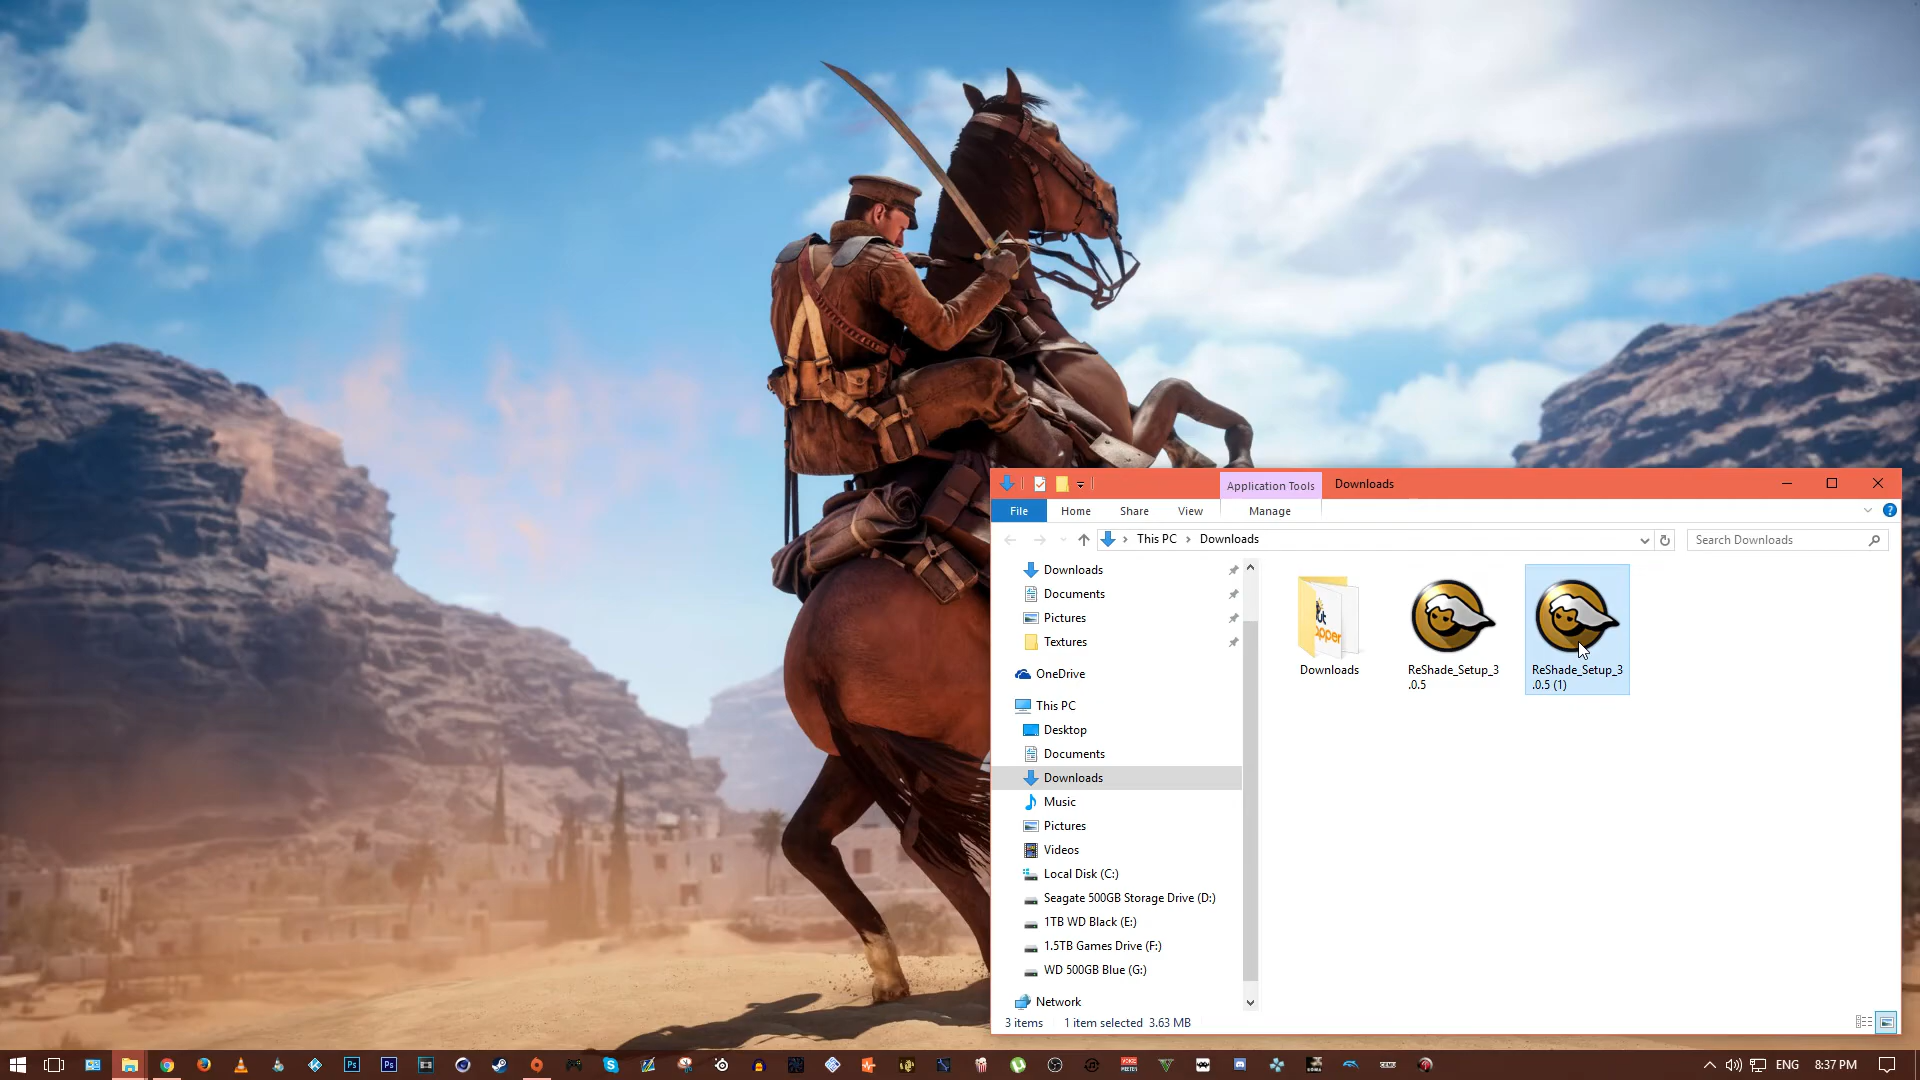 Application Tools
Downloads
File
Home
Share
View
Manage
This PC
Downloads
Search Downloads
Downloads
Documents
Pictures
Textures
OneDrive
This PC
Desktop
Documents
Downloads
Music
Pictures
Videos
Local Disk (C:)
Seagate 500GB Storage Drive (D:)
1TB WD Black (E:)
1.5TB Games Drive (F:)
WD 500GB Blue (G:)
Network
Downloads
ReShade_Setup_3
.0.5
ReShade_Setup_3
.0.5 (1)
3 items
1 item selected 3.63 MB
Ps
Ps
ENG
8:37 PM